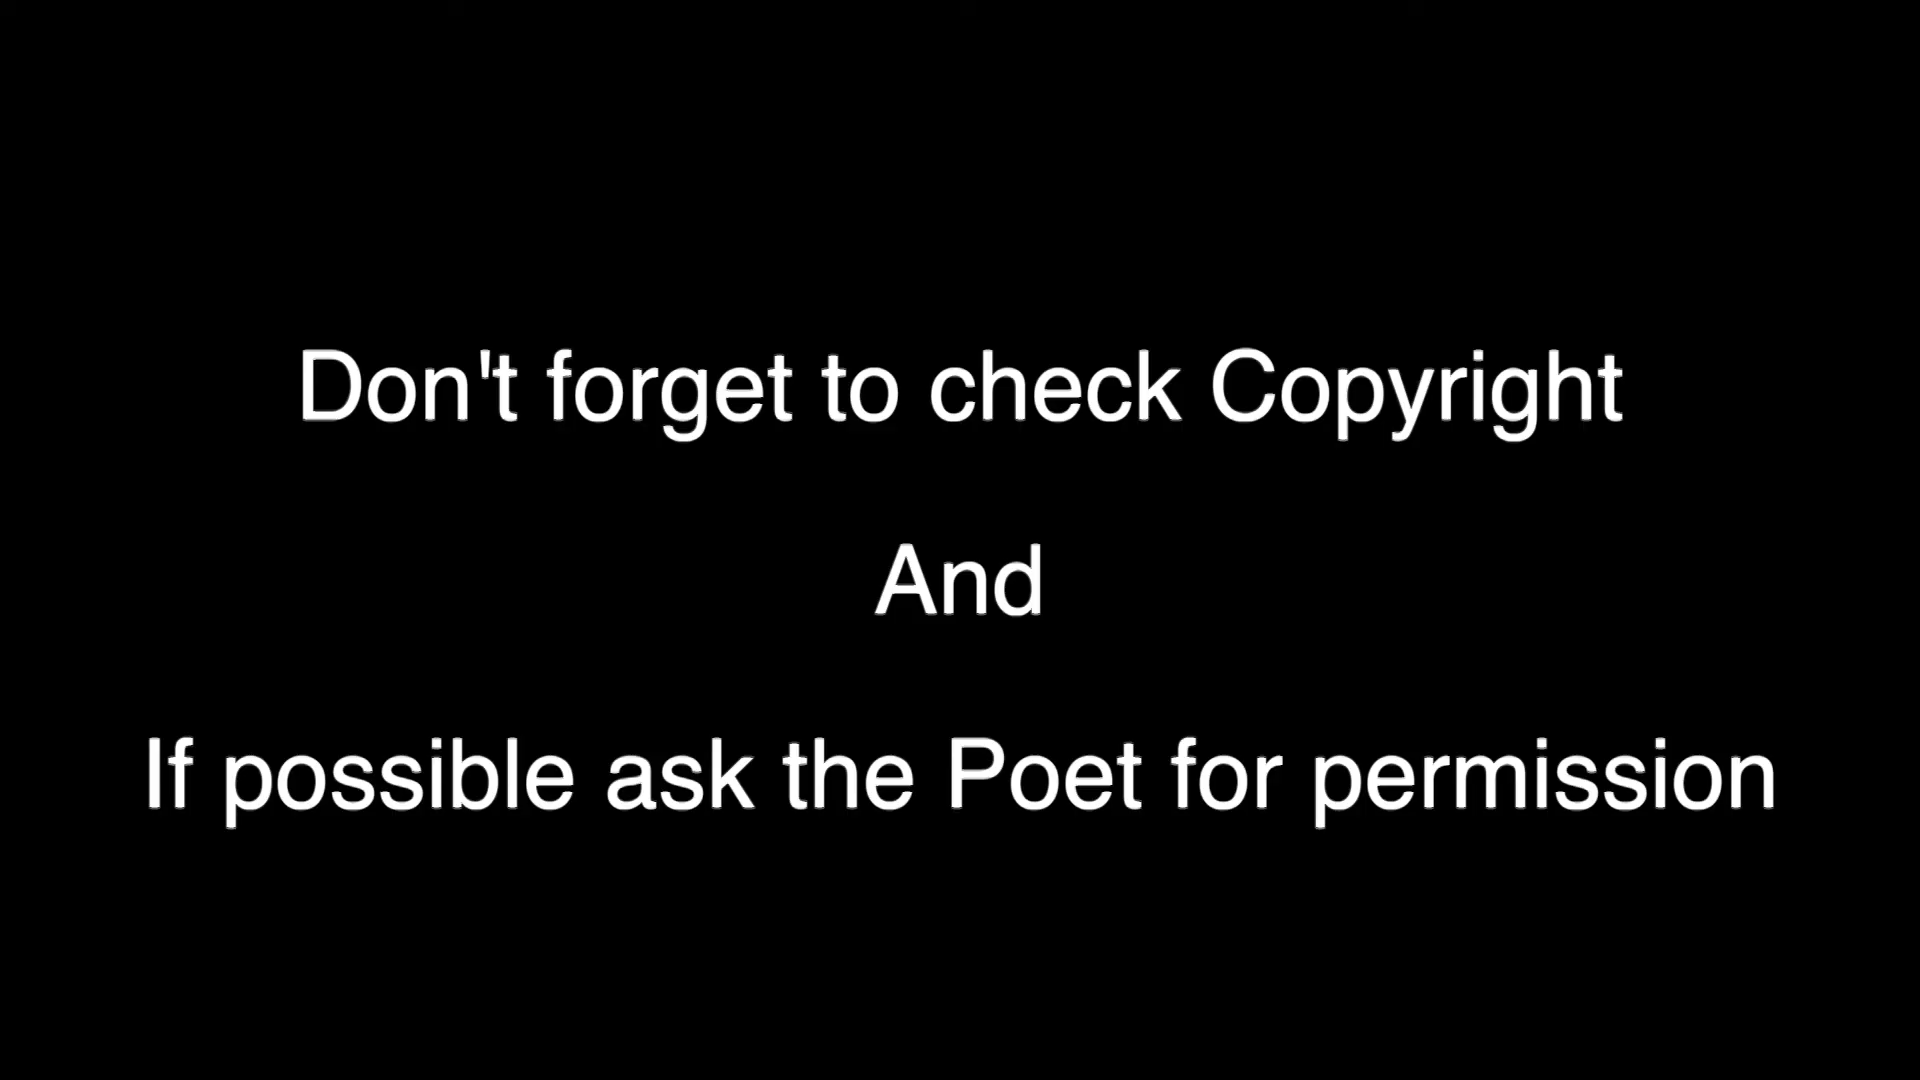 Don't forget to check Copyright
And
If possible ask the Poet for permission